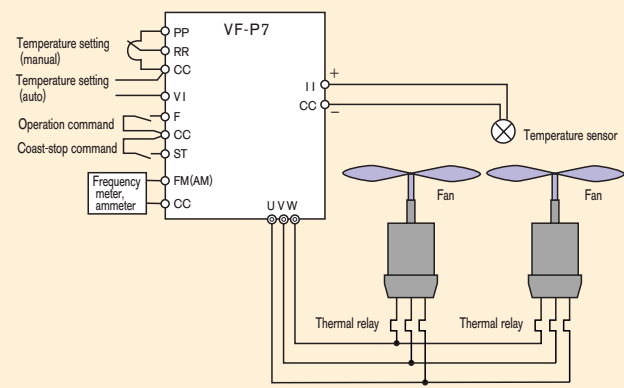 VF-P7
Temperature setting
(manual)
PP
RR
CC
Temperature setting
(auto)
VI
Operation command
F
CC
Coast-stop command
ST
Frequency
meter,
ammeter
FM(AM)
CC
II
+
CC
−
Temperature sensor
U V W
Fan
Fan
Thermal relay
Thermal relay